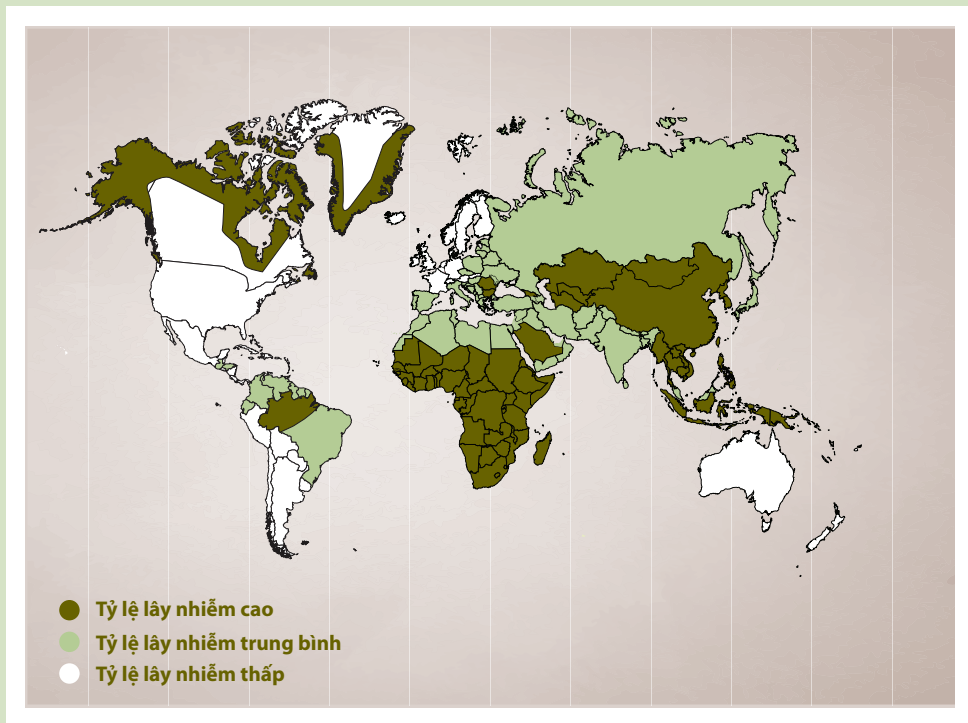 Tỷ lệ lây nhiễm cao
Tỷ lệ lây nhiễm trung bình
Tỷ lệ lây nhiễm thấp